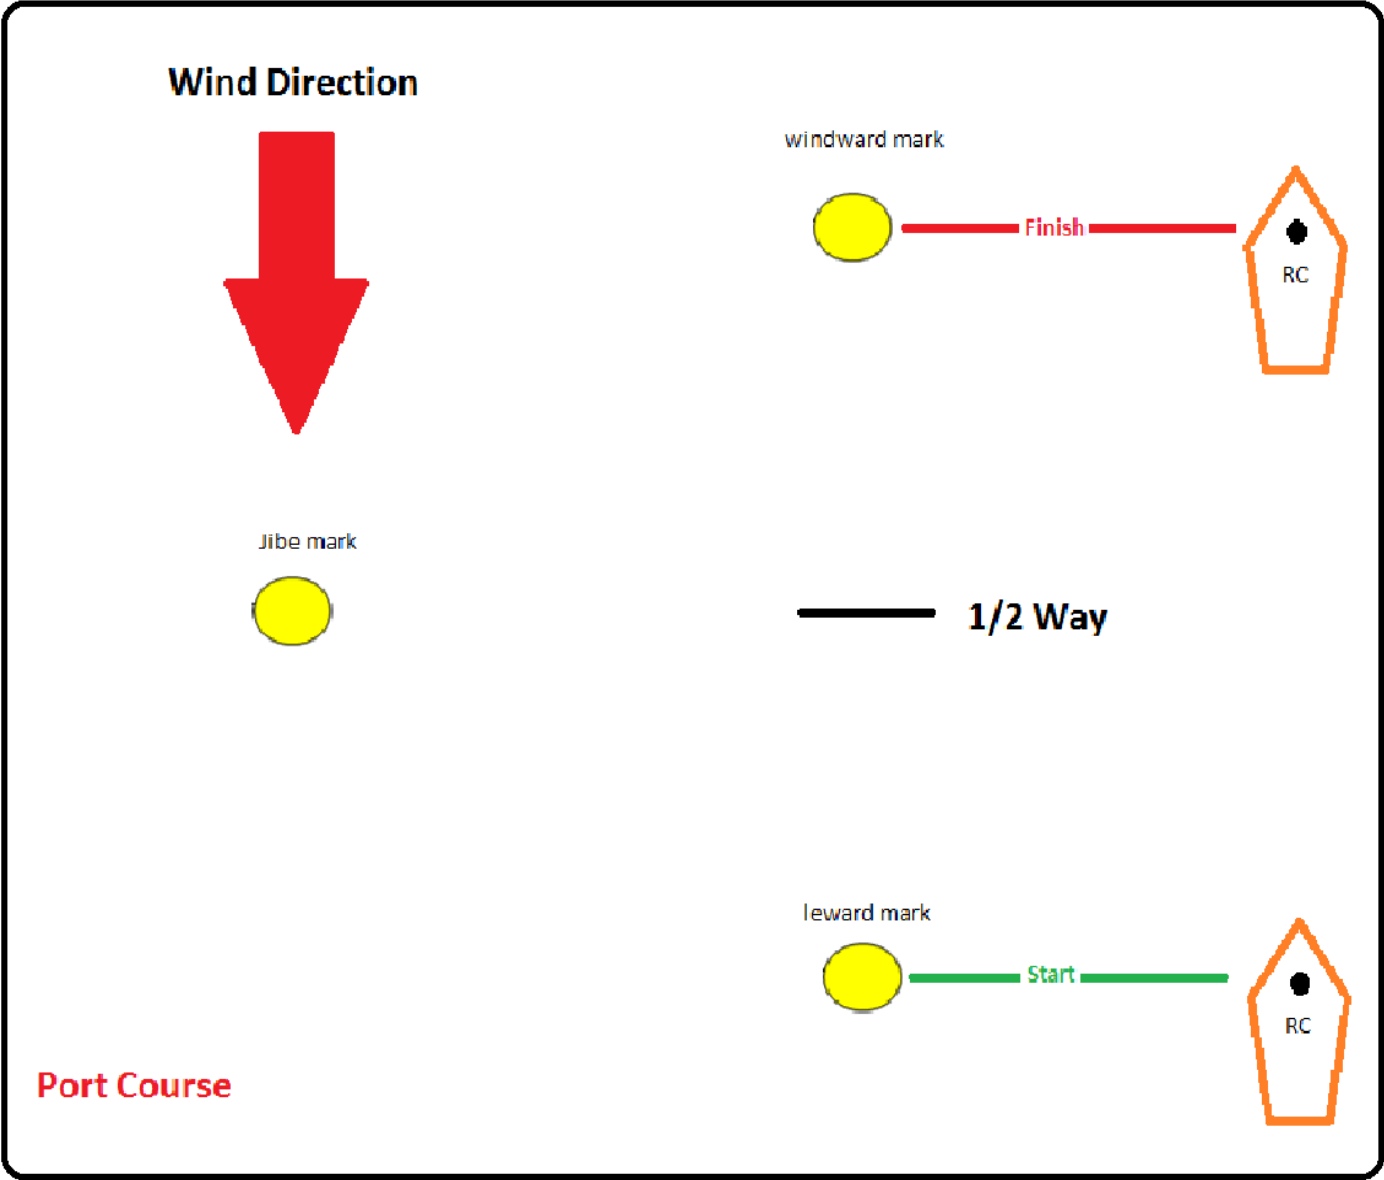 Wind Direction
windward mark
Finish
RC
Jibe mark
1/2 Way
leward mark
Start
RC
Port Course